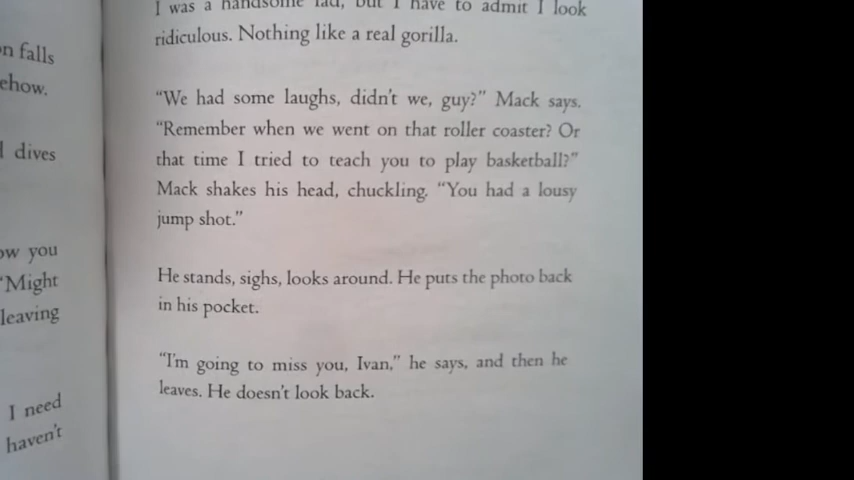 on falls
ehow.
dives
ow you
"Might
leaving
I need
haven't
I was a handsome lad, but I have to admit I look
ridiculous. Nothing like a real gorilla.
"We had some laughs, didn't we, guy?" Mack says.
"Remember when we went on that roller coaster? Or
that time I tried to teach you to play basketball?"
Mack shakes his head, chuckling. "You had a lousy
jump shot."
He stands, sighs, looks around. He puts the photo back
in his pocket.
"I'm going to miss you, Ivan," he says, and then he
leaves. He doesn't look back.